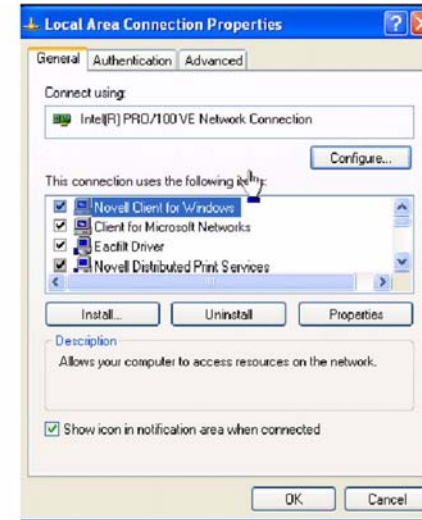 Local Area Connection Properties
General Authentication Advanced
Connect using:
Intel(R) PRO/100 VE Network Connection
Configure...
This connection uses the following
Novell Client for Windows
Client for Microsoft Networks
Eacfilt Driver
Novell Distributed Print Services
Install... Uninstall Properties
Description
Allows your computer to access resources on the network.
Show icon in notification area when connected
OK Cancel